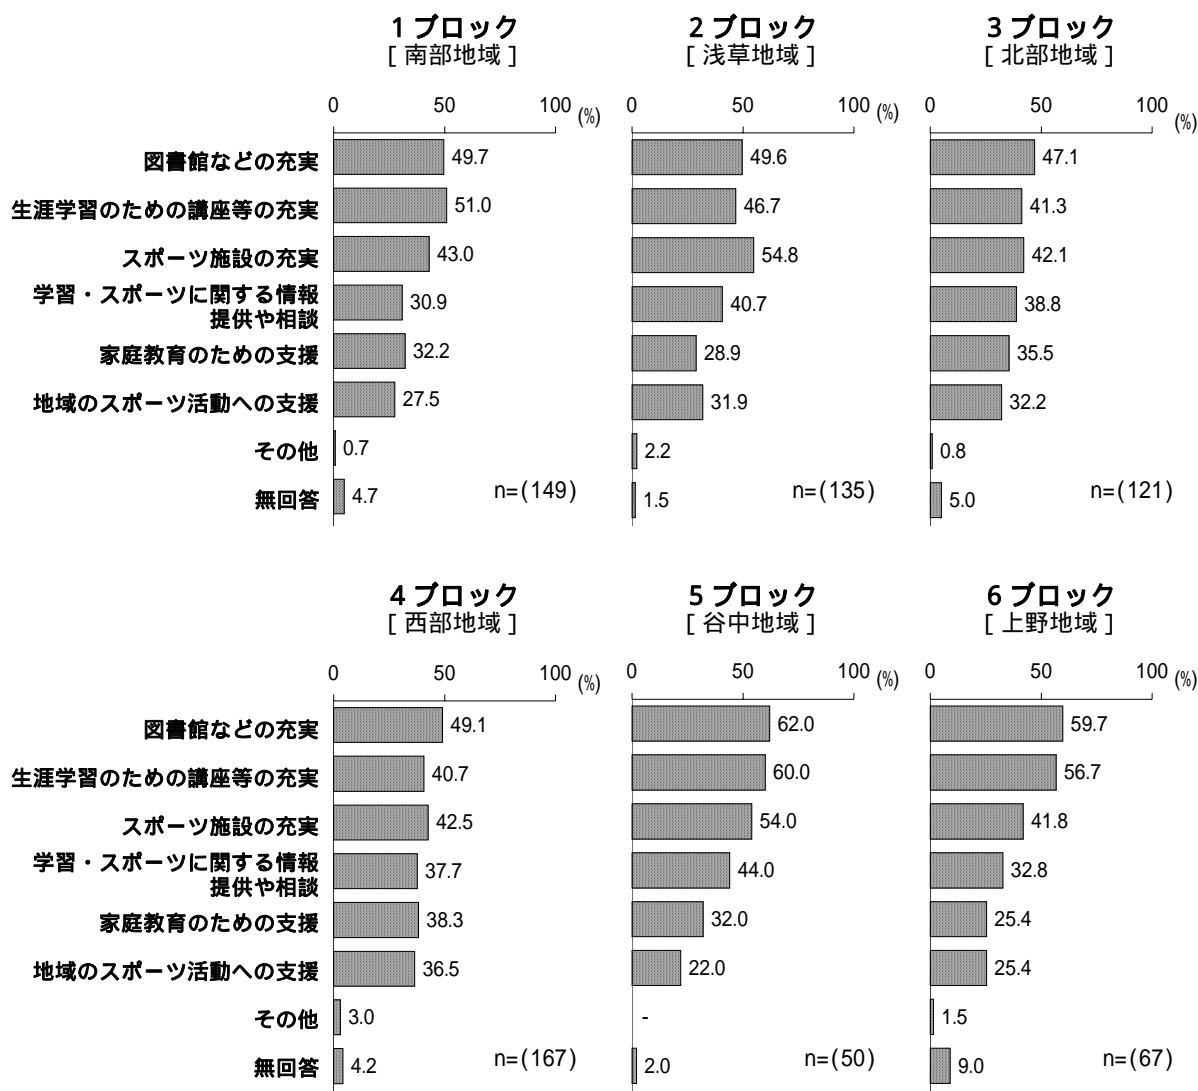 1 ブロック 2 ブロック 3 ブロック
[ 南部地域 ] [ 浅草地域 ] [ 北部地域 ]
0 50 100 (%) 0 50 100 (%) 0 50 100 (%)
図書館などの充実 49.7 49.6 47.1
生涯学習のための講座等の充実 51.0 46.7 41.3
スポーツ施設の充実 43.0 54.8 42.1
学習・スポーツに関する情報
提供や相談 30.9 40.7 38.8
家庭教育のための支援 32.2 28.9 35.5
地域のスポーツ活動への支援 27.5 31.9 32.2
その他 0.7 2.2 0.8
無回答 4.7 n=(149) 1.5 n=(135) 5.0 n=(121)
4 ブロック 5 ブロック 6 ブロック
[ 西部地域 ] [ 谷中地域 ] [ 上野地域 ]
0 50 100 (%) 0 50 100 (%) 0 50 100 (%)
図書館などの充実 49.1 62.0 59.7
生涯学習のための講座等の充実 40.7 60.0 56.7
スポーツ施設の充実 42.5 54.0 41.8
学習・スポーツに関する情報
提供や相談 37.7 44.0 32.8
家庭教育のための支援 38.3 32.0 25.4
地域のスポーツ活動への支援 36.5 22.0 25.4
その他 3.0 - 1.5
無回答 4.2 n=(167) 2.0 n=(50) 9.0 n=(67)